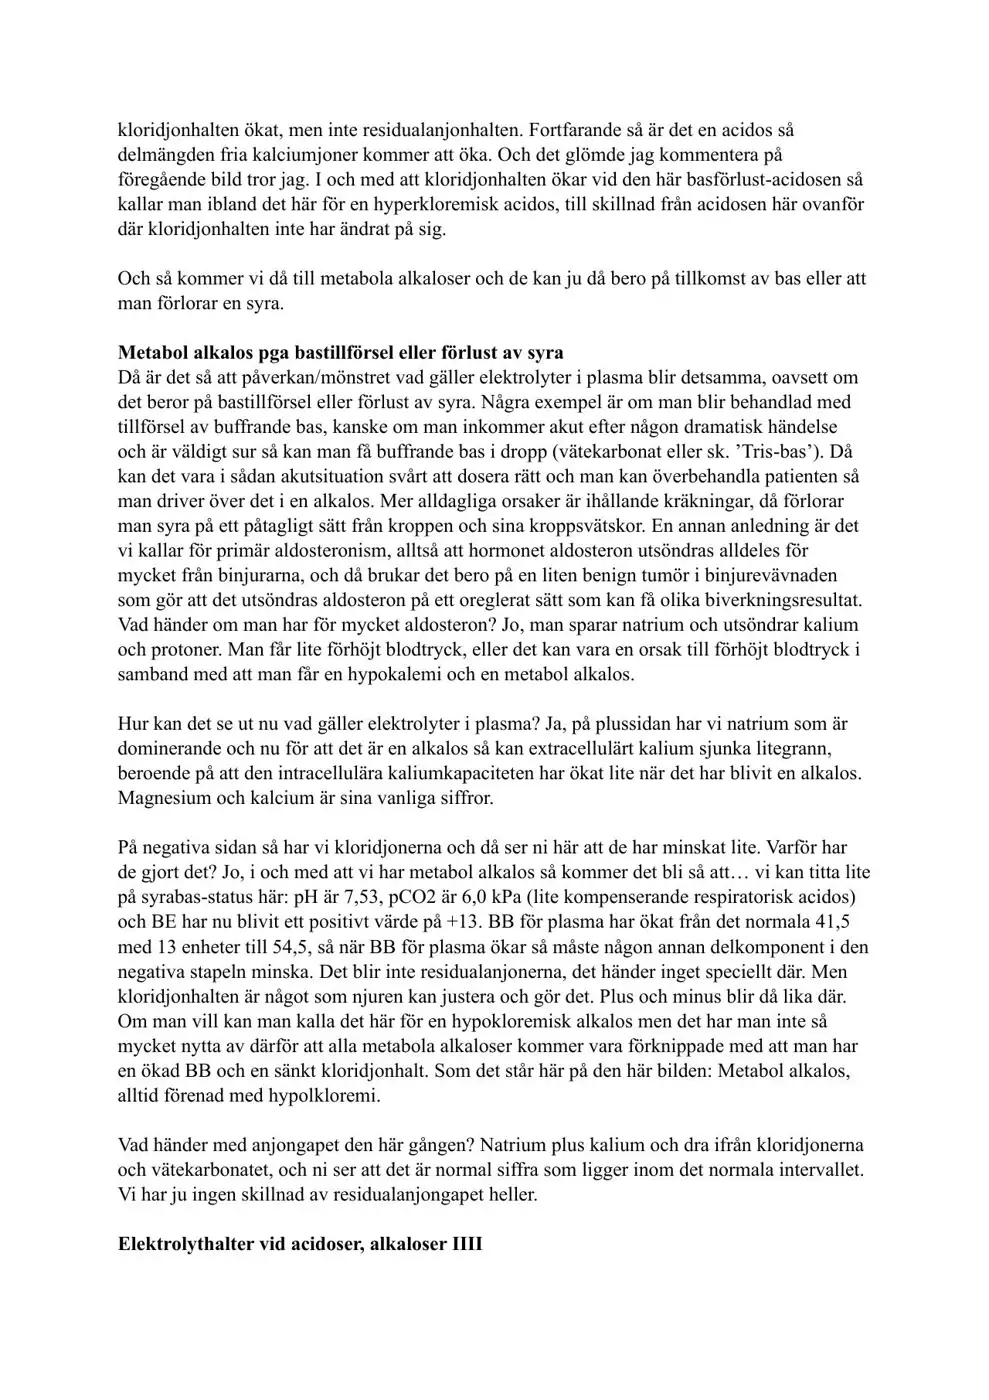 kloridjonhalten ökat, men inte residualanjonhalten. Fortfarande så är det en acidos så
delmängden fria kalciumjoner kommer att öka. Och det glömde jag kommentera på
föregående bild tror jag. I och med att kloridjonhalten ökar vid den här basförlust-acidosen så
kallar man ibland det här för en hyperkloremisk acidos, till skillnad från acidosen här ovanför
där kloridjonhalten inte har ändrat på sig.
Och så kommer vi då till metabola alkaloser och de kan ju då bero på tillkomst av bas eller att
man förlorar en syra.
Metabol alkalos pga bastillförsel eller förlust av syra
Då är det så att påverkan/mönstret vad gäller elektrolyter i plasma blir detsamma, oavsett om
det beror på bastillförsel eller förlust av syra. Några exempel är om man blir behandlad med
tillförsel av buffrande bas, kanske om man inkommer akut efter någon dramatisk händelse
och är väldigt sur så kan man få buffrande bas i dropp (vätekarbonat eller sk. ’Tris-bas’). Då
kan det vara i sådan akutsituation svårt att dosera rätt och man kan överbehandla patienten så
man driver över det i en alkalos. Mer alldagliga orsaker är ihållande kräkningar, då förlorar
man syra på ett påtagligt sätt från kroppen och sina kroppsvätskor. En annan anledning är det
vi kallar för primär aldosteronism, alltså att hormonet aldosteron utsöndras alldeles för
mycket från binjurarna, och då brukar det bero på en liten benign tumör i binjurevävnaden
som gör att det utsöndras aldosteron på ett oreglerat sätt som kan få olika biverkningsresultat.
Vad händer om man har för mycket aldosteron? Jo, man sparar natrium och utsöndrar kalium
och protoner. Man får lite förhöjt blodtryck, eller det kan vara en orsak till förhöjt blodtryck i
samband med att man får en hypokalemi och en metabol alkalos.
Hur kan det se ut nu vad gäller elektrolyter i plasma? Ja, på plussidan har vi natrium som är
dominerande och nu för att det är en alkalos så kan extracellulärt kalium sjunka litegrann,
beroende på att den intracellulära kaliumkapaciteten har ökat lite när det har blivit en alkalos.
Magnesium och kalcium är sina vanliga siffror.
På negativa sidan så har vi kloridjonerna och då ser ni här att de har minskat lite. Varför har
de gjort det? Jo, i och med att vi har metabol alkalos så kommer det bli så att… vi kan titta lite
på syrabas-status här: pH är 7,53, pCO2 är 6,0 kPa (lite kompenserande respiratorisk acidos)
och BE har nu blivit ett positivt värde på +13. BB för plasma har ökat från det normala 41,5
med 13 enheter till 54,5, så när BB för plasma ökar så måste någon annan delkomponent i den
negativa stapeln minska. Det blir inte residualanjonerna, det händer inget speciellt där. Men
kloridjonhalten är något som njuren kan justera och gör det. Plus och minus blir då lika där.
Om man vill kan man kalla det här för en hypokloremisk alkalos men det har man inte så
mycket nytta av därför att alla metabola alkaloser kommer vara förknippade med att man har
en ökad BB och en sänkt kloridjonhalt. Som det står här på den här bilden: Metabol alkalos,
alltid förenad med hypolkloremi.
Vad händer med anjongapet den här gången? Natrium plus kalium och dra ifrån kloridjonerna
och vätekarbonatet, och ni ser att det är normal siffra som ligger inom det normala intervallet.
Vi har ju ingen skillnad av residualanjongapet heller.
Elektrolythalter vid acidoser, alkaloser IIII